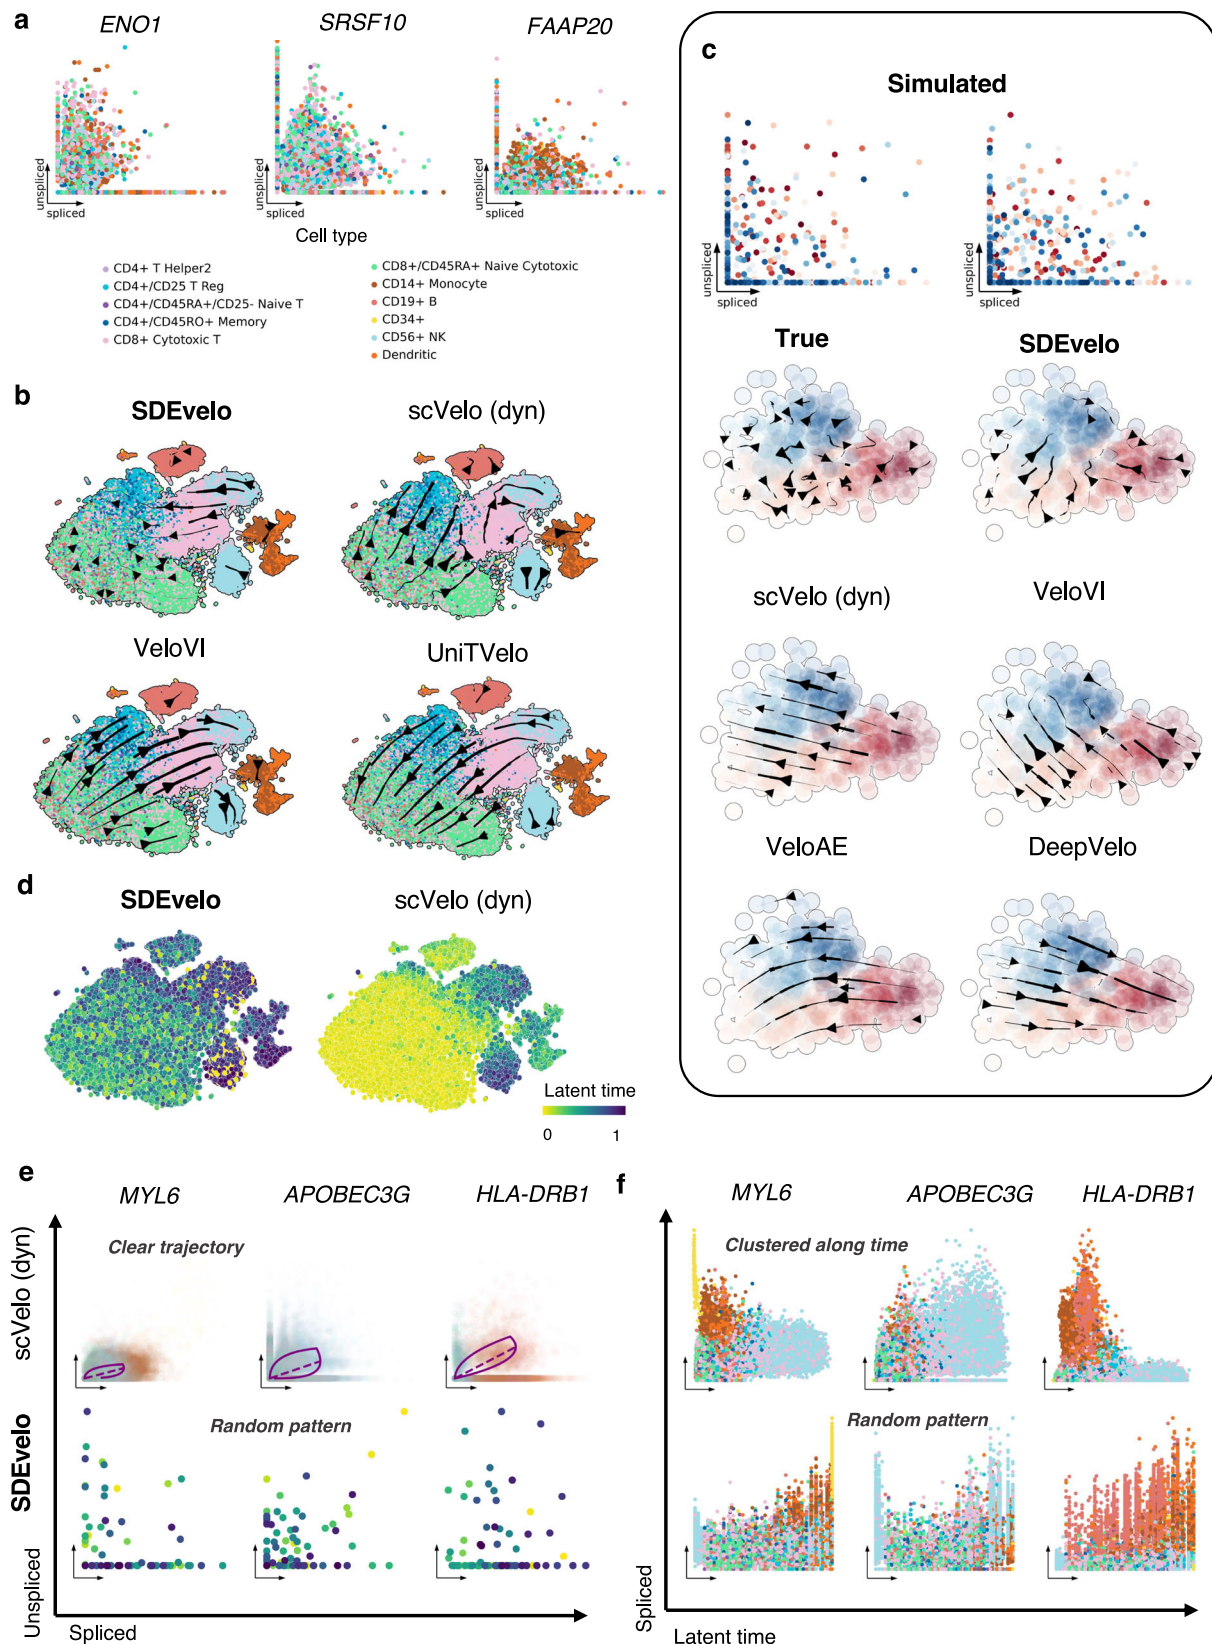 a
ENO1
SRSF10
FAAP20
unspliced
spliced
unspliced
spliced
unspliced
spliced
Cell type
CD4+ T Helper2
CD4+/CD25 T Reg
CD4+/CD45RA+/CD25- Naive T
CD4+/CD45RO+ Memory
CD8+ Cytotoxic T
CD8+/CD45RA+ Naive Cytotoxic
CD14+ Monocyte
CD19+ B
CD34+
CD56+ NK
Dendritic
b
SDEvelo
scVelo (dyn)
VeloVI
UniTVelo
c
Simulated
unspliced
spliced
unspliced
spliced
True
SDEvelo
scVelo (dyn)
VeloVI
VeloAE
DeepVelo
d
SDEvelo
scVelo (dyn)
Latent time
0
1
e
MYL6
APOBEC3G
HLA-DRB1
scVelo (dyn)
Clear trajectory
SDEvelo
Random pattern
Unspliced
Spliced
f
MYL6
APOBEC3G
HLA-DRB1
Clustered along time
Random pattern
Spliced
Latent time